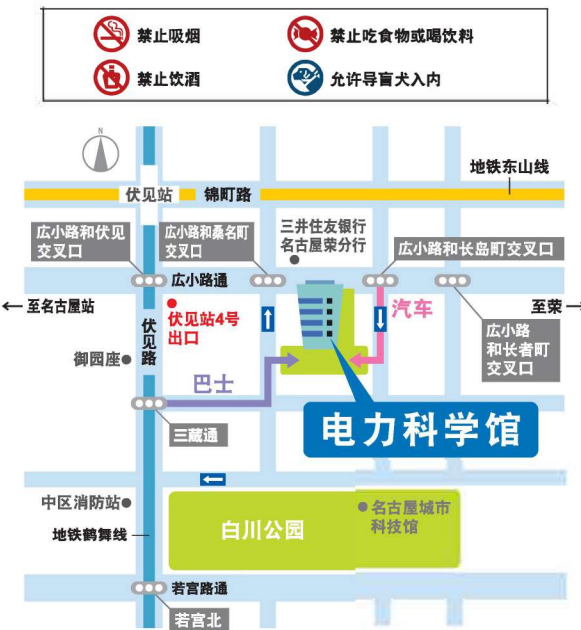 禁止吸烟
禁止吃食物或喝饮料
禁止饮酒
允许导盲犬入内
N
地铁东山线
伏见站
锦町路
広小路和伏见
交叉口
広小路和桑名町
交叉口
三井住友银行
名古屋荣分行
広小路和长岛町交叉口
広小路通
← 至名古屋站
伏见站4号
出口
汽车
至荣 →
広小路
和长者町
交叉口
伏见路
御园座
巴士
三蔵通
电力科学馆
中区消防站
白川公园
名古屋城市
科技馆
地铁鹤舞线
若宫路通
若宫北